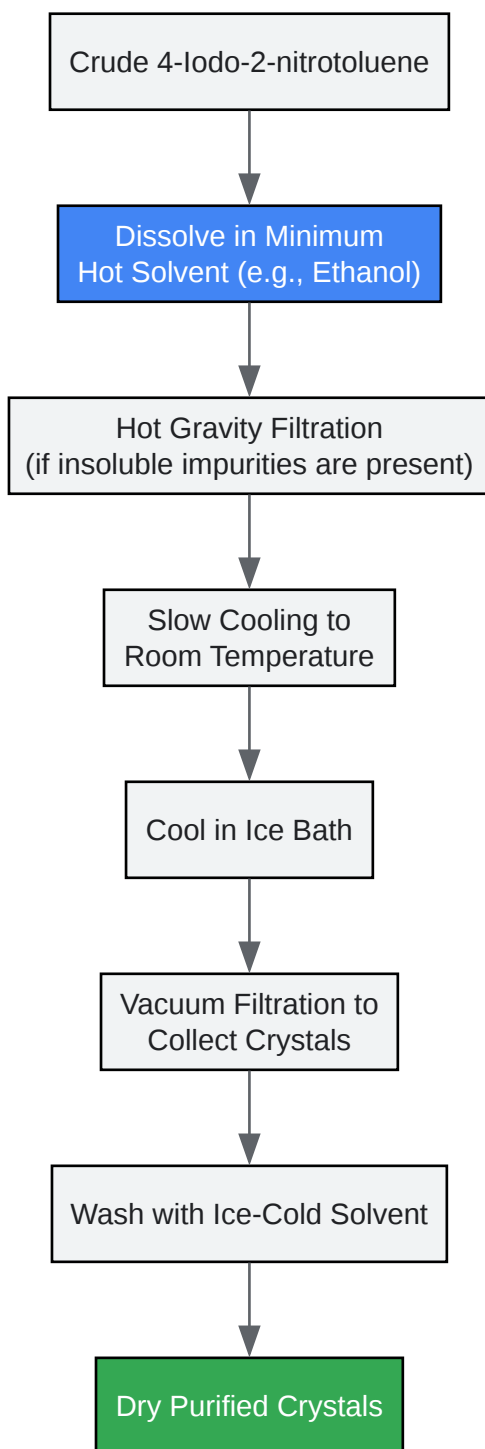 Crude 4-Iodo-2-nitrotoluene
Dissolve in Minimum
Hot Solvent (e.g., Ethanol)
Hot Gravity Filtration
(if insoluble impurities are present)
Slow Cooling to
Room Temperature
Cool in Ice Bath
Vacuum Filtration to
Collect Crystals
Wash with Ice-Cold Solvent
Dry Purified Crystals